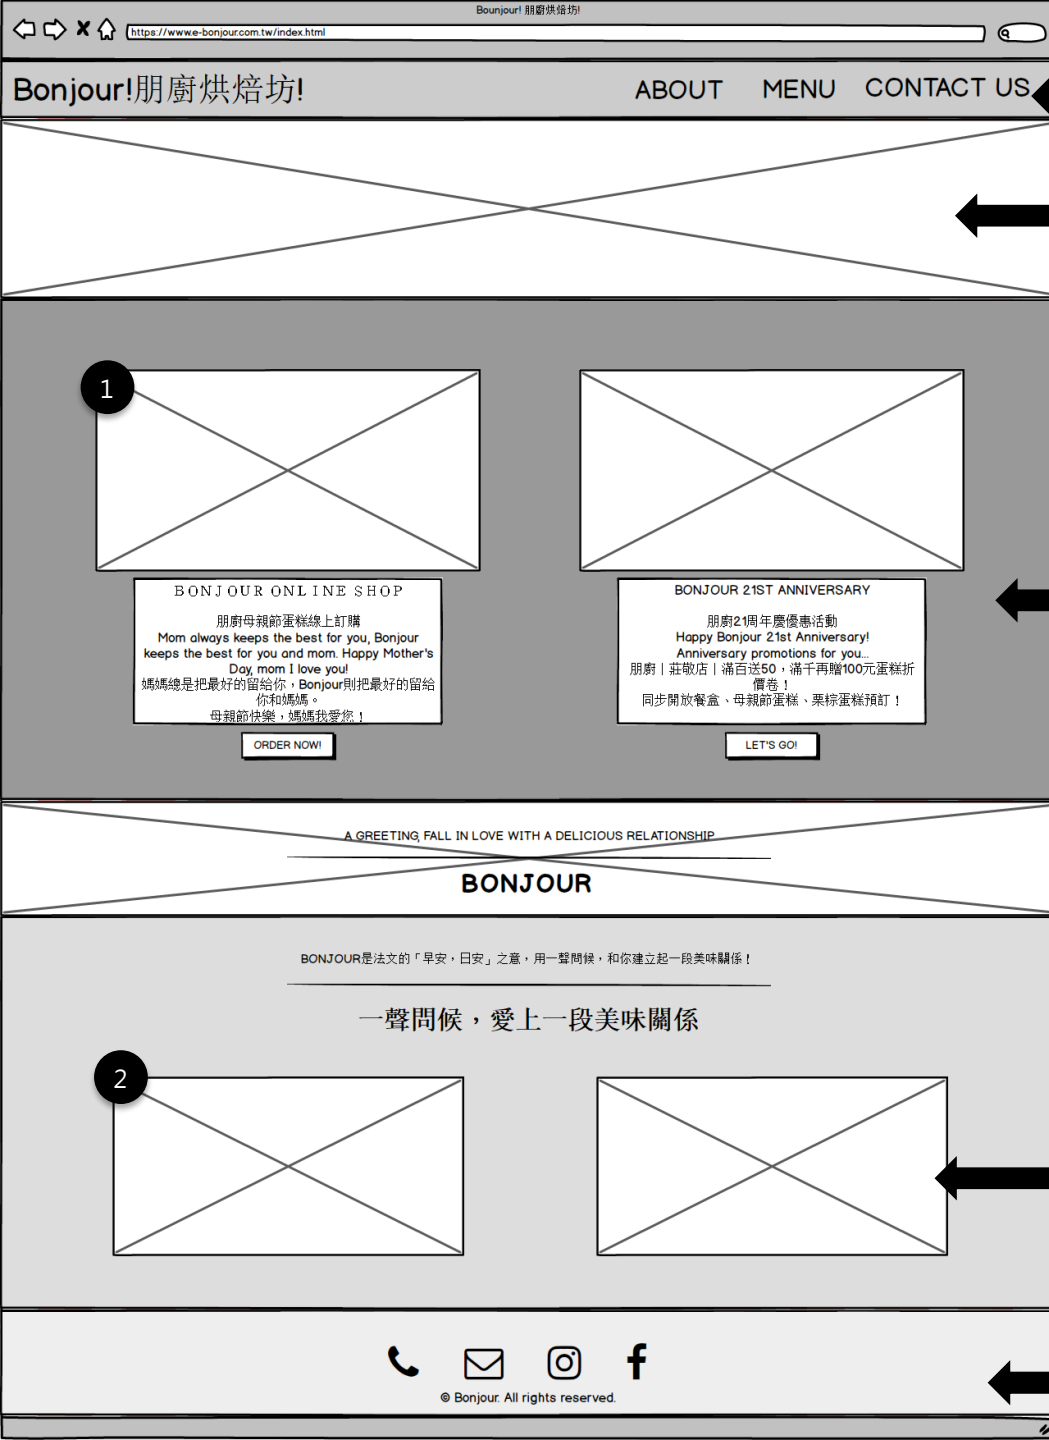 Bounjour! 朋廚烘焙坊!
https://www.e-bonjour.com.tw/index.html
Bonjour!朋廚烘焙坊!
ABOUT MENU CONTACT US
1
BONJOUR ONLINE SHOP
朋廚母親節蛋糕線上訂購
Mom always keeps the best for you, Bonjour
keeps the best for you and mom. Happy Mother's
Day, mom I love you!
媽媽總是把最好的留給你，Bonjour則把最好的留給
你和媽媽。
母親節快樂，媽媽我愛您！
ORDER NOW!
BONJOUR 21ST ANNIVERSARY
朋廚21周年慶優惠活動
Happy Bonjour 21st Anniversary!
Anniversary promotions for you...
朋廚｜莊敬店｜滿百送50，滿千再贈100元蛋糕折
價卷！
同步開放餐盒、母親節蛋糕、栗粽蛋糕預訂！
LET'S GO!
A GREETING, FALL IN LOVE WITH A DELICIOUS RELATIONSHIP
BONJOUR
BONJOUR是法文的「早安，日安」之意，用一聲問候，和你建立起一段美味關係！
一聲問候，愛上一段美味關係
2
© Bonjour. All rights reserved.